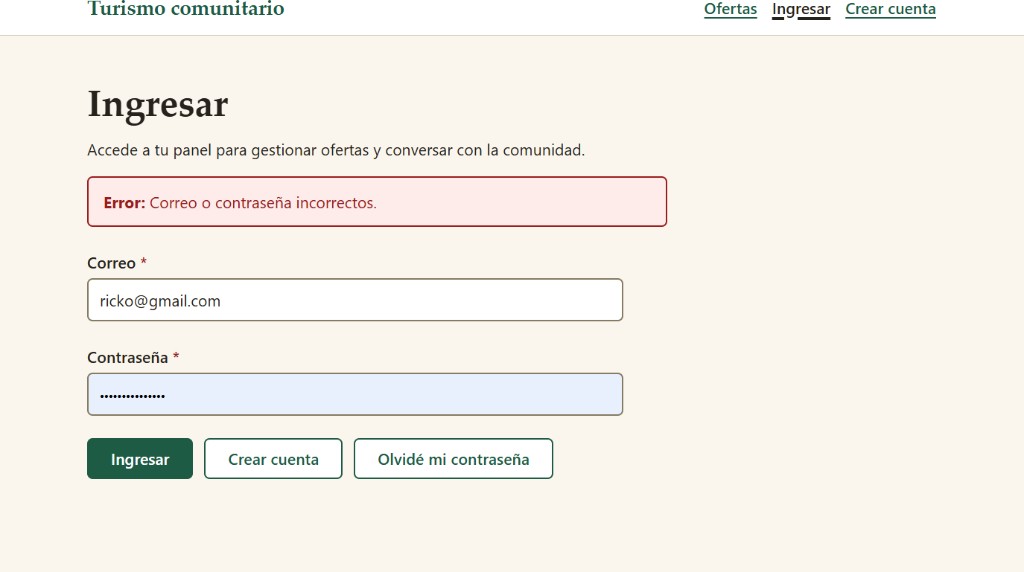 Turismo comunitario
Ofertas Ingresar Crear cuenta
Ingresar
Accede a tu panel para gestionar ofertas y conversar con la comunidad.
Error: Correo o contraseña incorrectos.
Correo *
ricko@gmail.com
Contraseña *
•••••••••••••••
Ingresar Crear cuenta Olvidé mi contraseña